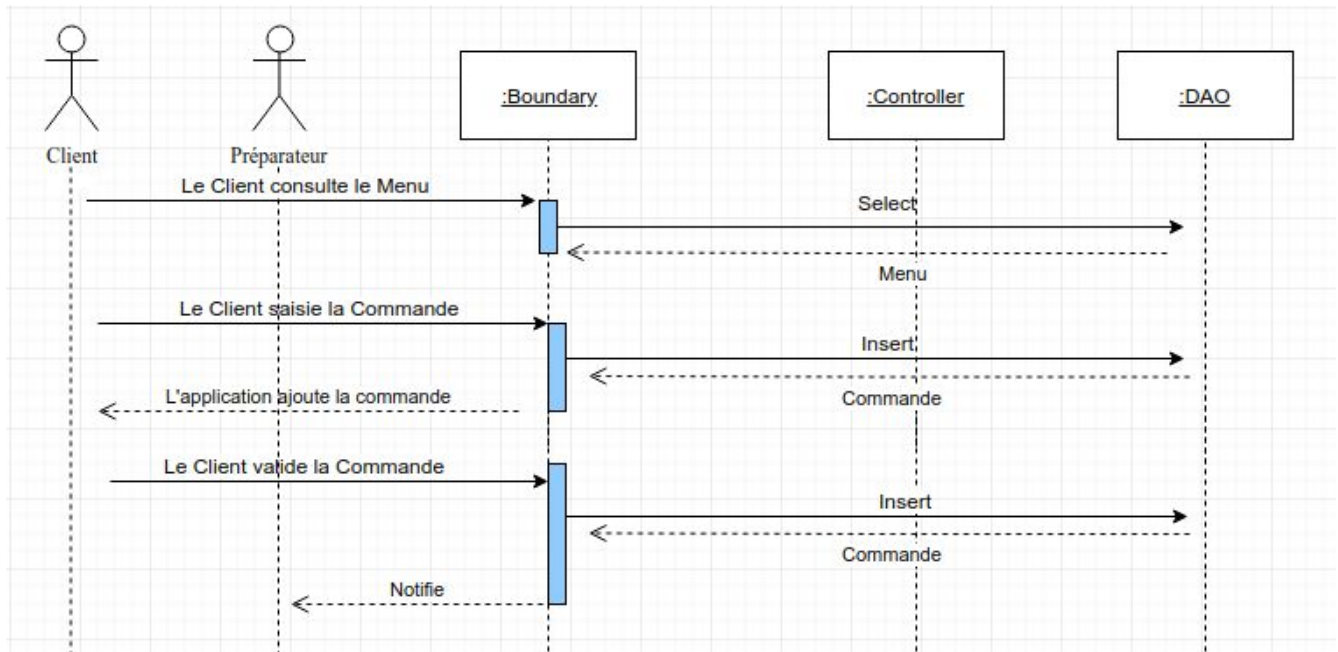 :Boundary
:Controller
:DAO
Client
Préparateur
Le Client consulte le Menu
Select
Menu
Le Client saisie la Commande
Insert
Commande
L'application ajoute la commande
Le Client valide la Commande
Insert
Commande
Notifie